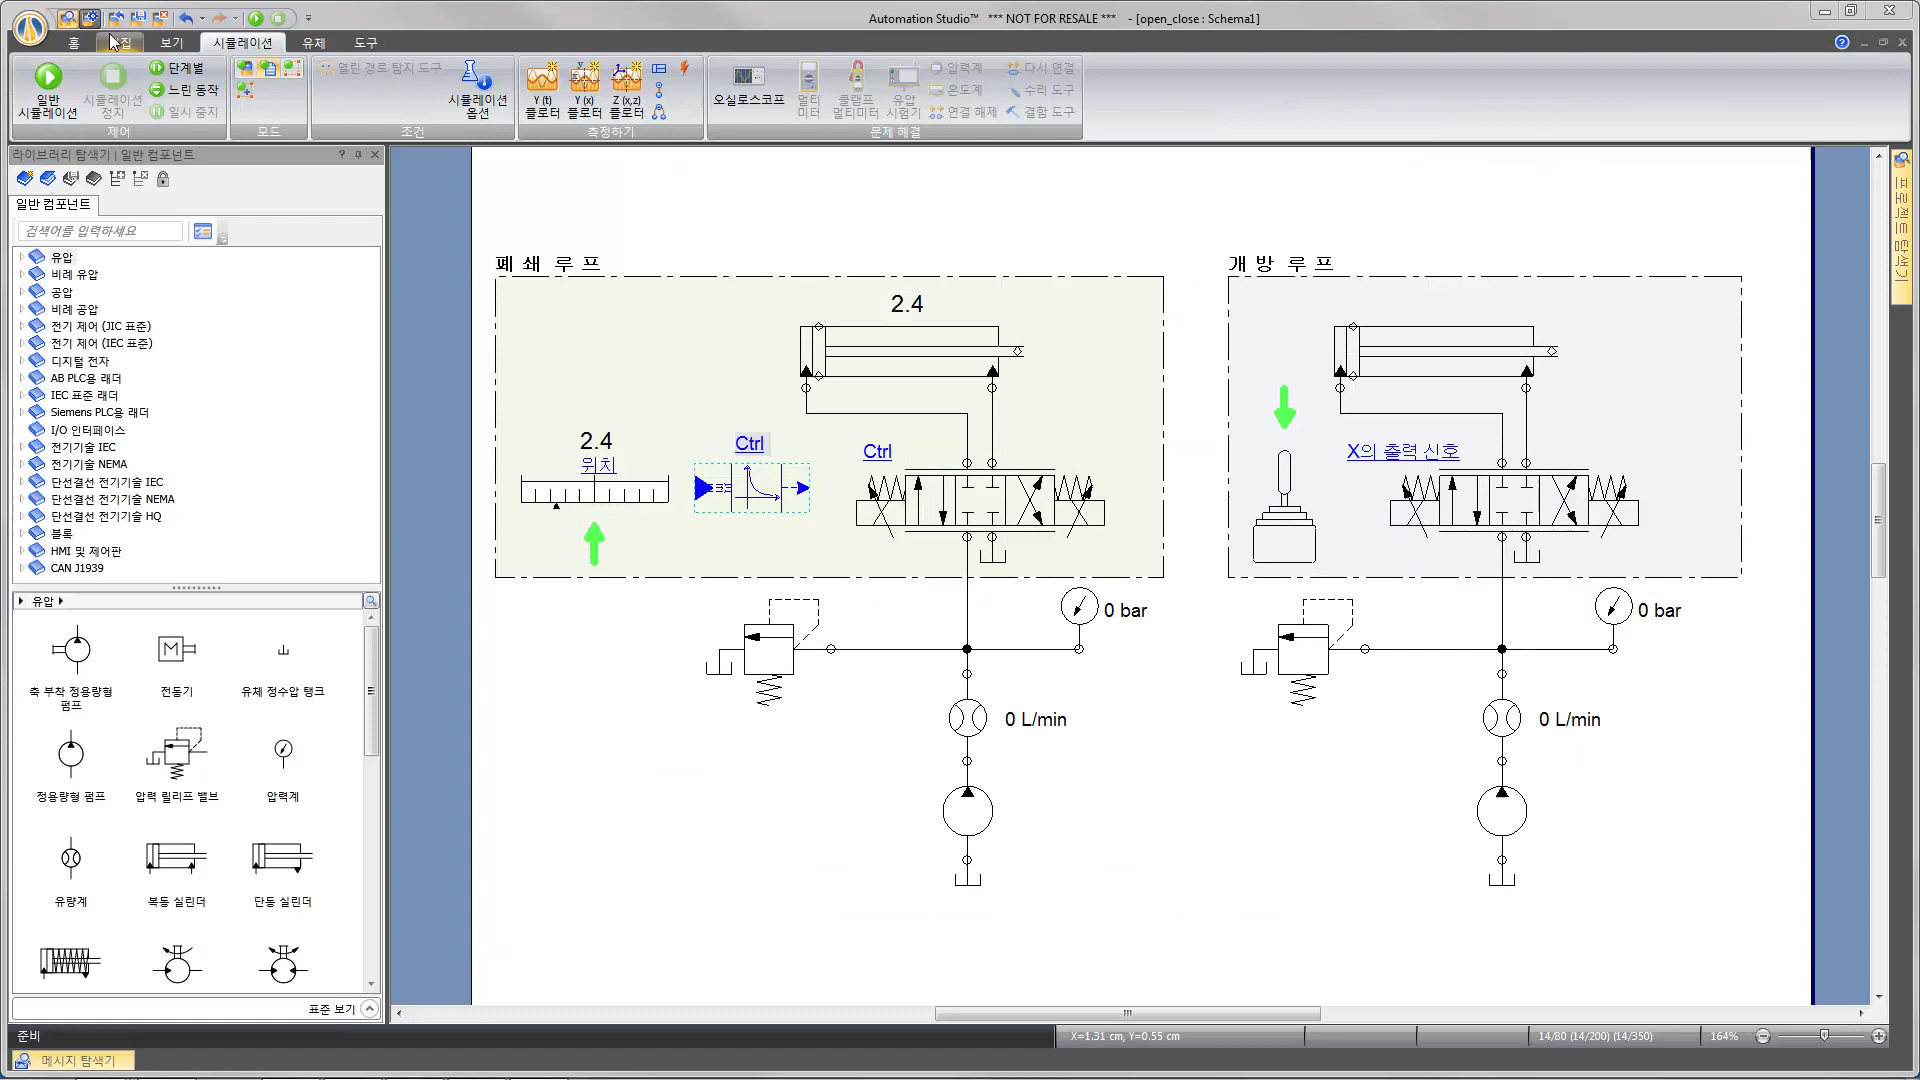 Automation Studio™ *** NOT FOR RESALE *** - [open_close : Schema1]
홈
집
보기
시뮬레이션
유체
도구
일반
시뮬레이션
시뮬레이션
정지
단계별
느린 동작
일시 중지
제어
모드
열린 경로 탐지 도구
시뮬레이션
옵션
조건
Y (t)
플로터
Y (x)
플로터
Z (x,z)
플로터
측정하기
오실로스코프
멀티
미터
클램프
멀티미터
유압
시험기
압력계
온도계
연결 해제
다시 연결
수리 도구
결함 도구
문제 해결
라이브러리 탐색기 | 일반 컴포넌트
일반 컴포넌트
검색어를 입력하세요
유압
비례 유압
공압
비례 공압
전기 제어 (JIC 표준)
전기 제어 (IEC 표준)
디지털 전자
AB PLC용 래더
IEC 표준 래더
Siemens PLC용 래더
I/O 인터페이스
전기기술 IEC
전기기술 NEMA
단선결선 전기기술 IEC
단선결선 전기기술 NEMA
단선결선 전기기술 HQ
블록
HMI 및 제어판
CAN J1939
유압
M
축 부착 정용량형
펌프
전동기
유체 정수압 탱크
정용량형 펌프
압력 릴리프 밸브
압력계
유량계
복동 실린더
단동 실린더
표준 보기
폐 쇄 루 프
2.4
2.4
위치
Ctrl
Ctrl
0 bar
0 L/min
개 방 루 프
X의 출력 신호
0 bar
0 L/min
프로젝트 탐색기
준비
X=1.31 cm, Y=0.55 cm
14/80 (14/200) (14/350)
164%
메시지 탐색기